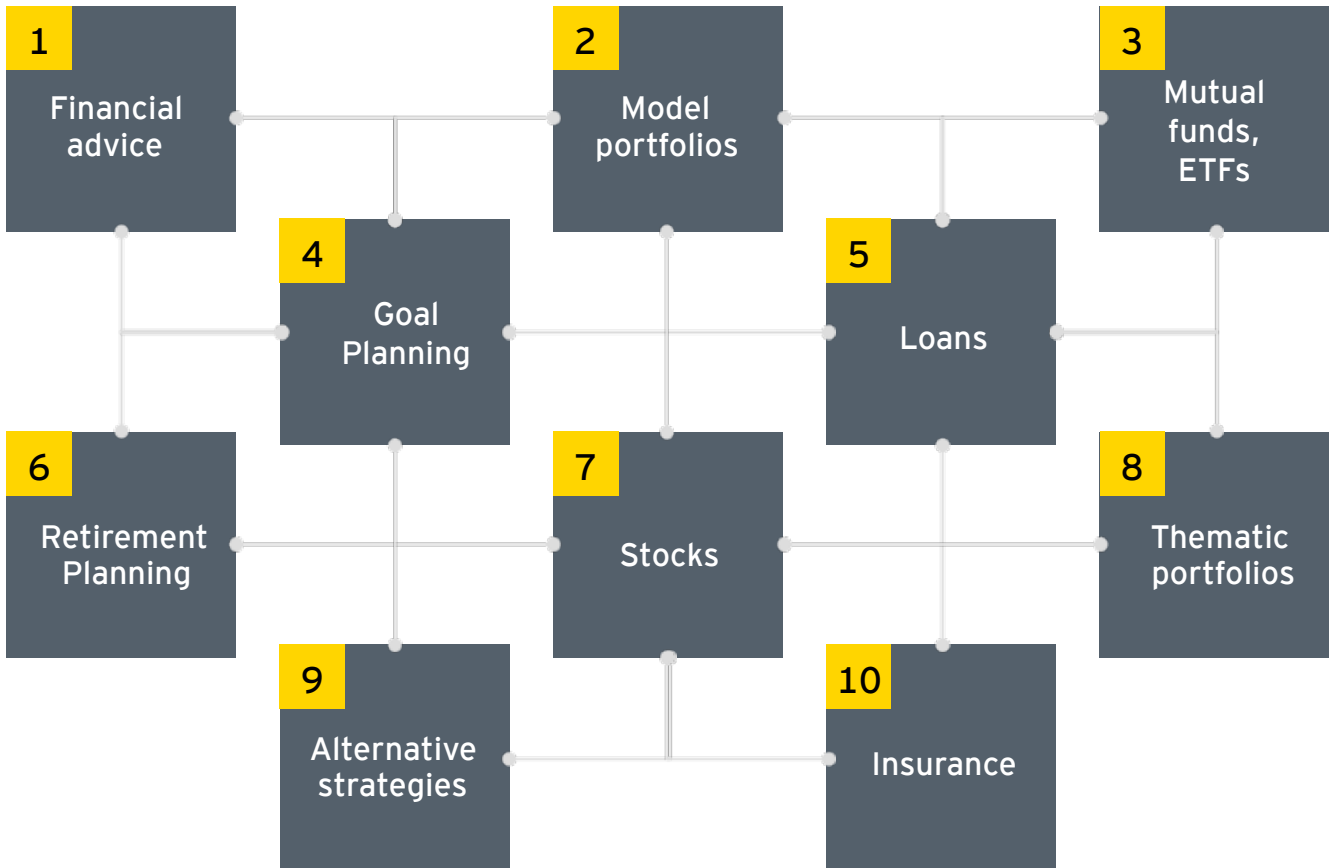 1
Financial
advice
2
Model
portfolios
3
Mutual
funds,
ETFs
4
Goal
Planning
5
Loans
6
Retirement
Planning
7
Stocks
8
Thematic
portfolios
9
Alternative
strategies
10
Insurance